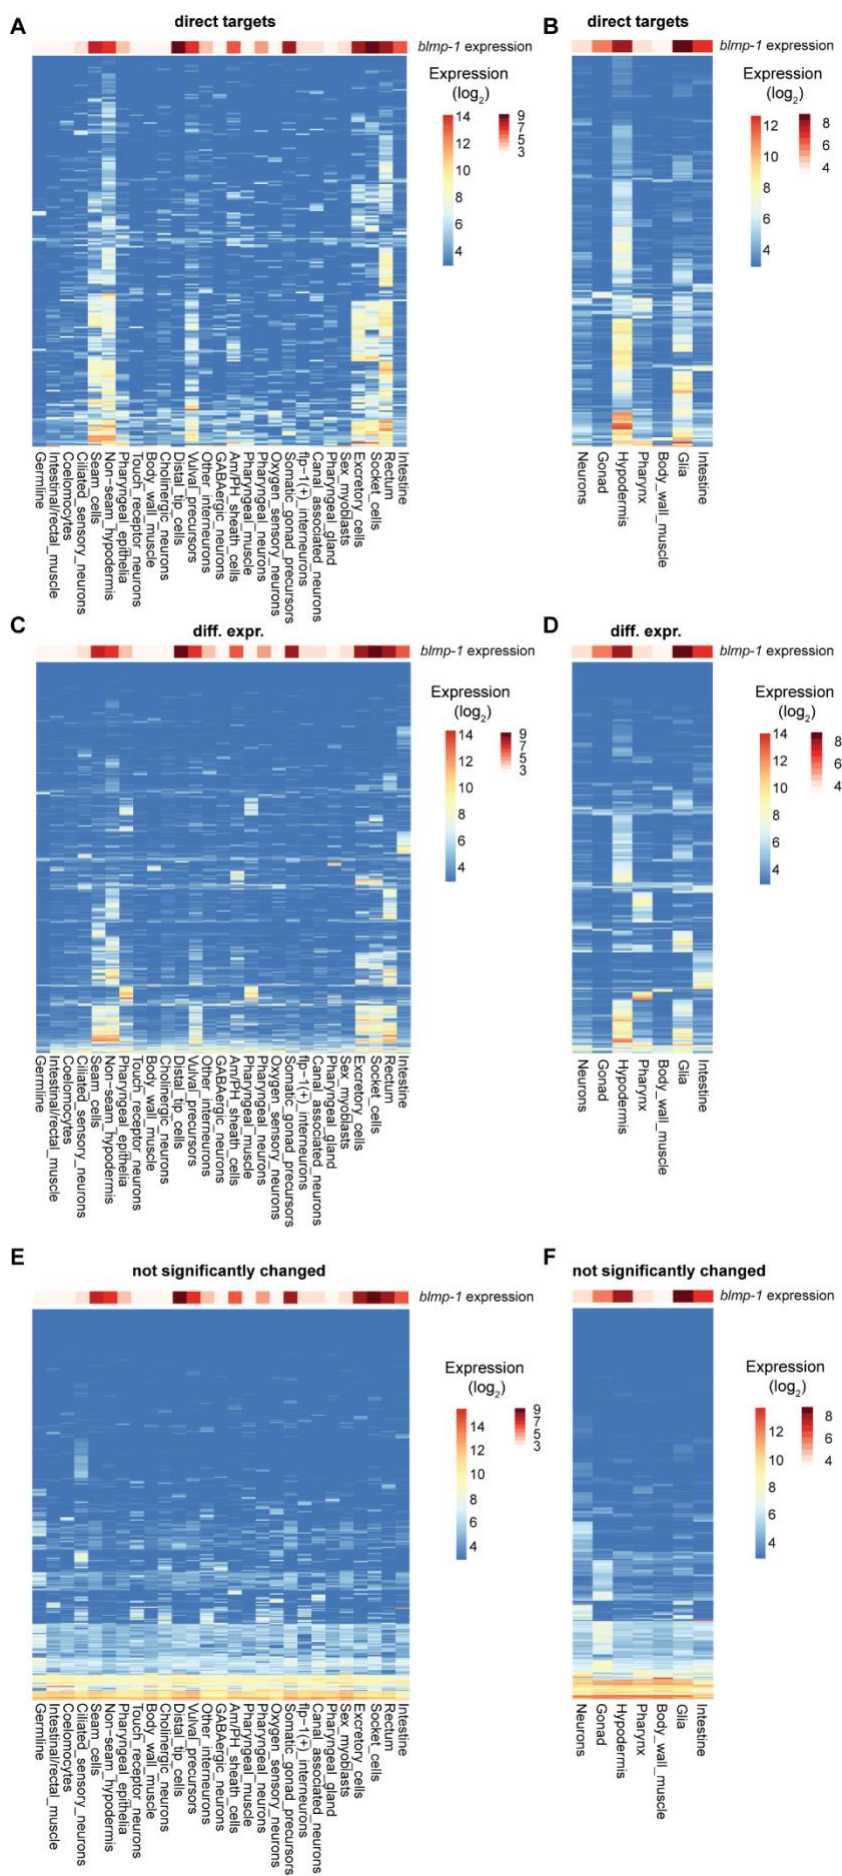 A
direct targets
blmp-1 expression
Expression
(log2)
14
12
10
8
6
4
9
7
5
3
Germline
Intestinal/rectal_muscle
Coelomocytes
Ciliated_sensory_neurons
Seam_cells
Non-seam_hypodermis
Pharyngeal_epithelia
Touch_receptor_neurons
Body_wall_muscle
Cholinergic_neurons
Distal_tip_cells
Vulval_precursors
Other_interneurons
GABAergic_neurons
Am/PH_sheath_cells
Pharyngeal_muscle
Pharyngeal_neurons
Oxygen_sensory_neurons
Somatic_gonad_precursors
flp-1(+)_interneurons
Canal_associated_neurons
Pharyngeal_gland
Sex_myoblasts
Excretory_cells
Socket_cells
Rectum
Intestine
B
direct targets
blmp-1 expression
Expression
(log2)
12
10
8
6
4
8
6
4
Neurons
Gonad
Hypodermis
Pharynx
Body_wall_muscle
Glia
Intestine
C
diff. expr.
blmp-1 expression
Expression
(log2)
14
12
10
8
6
4
9
7
5
3
Germline
Intestinal/rectal_muscle
Coelomocytes
Ciliated_sensory_neurons
Seam_cells
Non-seam_hypodermis
Pharyngeal_epithelia
Touch_receptor_neurons
Body_wall_muscle
Cholinergic_neurons
Distal_tip_cells
Vulval_precursors
Other_interneurons
GABAergic_neurons
Am/PH_sheath_cells
Pharyngeal_muscle
Pharyngeal_neurons
Oxygen_sensory_neurons
Somatic_gonad_precursors
flp-1(+)_interneurons
Canal_associated_neurons
Pharyngeal_gland
Sex_myoblasts
Excretory_cells
Socket_cells
Rectum
Intestine
D
diff. expr.
blmp-1 expression
Expression
(log2)
14
12
10
8
6
4
8
6
4
Neurons
Gonad
Hypodermis
Pharynx
Body_wall_muscle
Glia
Intestine
E
not significantly changed
blmp-1 expression
Expression
(log2)
14
12
10
8
6
4
9
7
5
3
Germline
Intestinal/rectal_muscle
Coelomocytes
Ciliated_sensory_neurons
Seam_cells
Non-seam_hypodermis
Pharyngeal_epithelia
Touch_receptor_neurons
Body_wall_muscle
Cholinergic_neurons
Distal_tip_cells
Vulval_precursors
Other_interneurons
GABAergic_neurons
Am/PH_sheath_cells
Pharyngeal_muscle
Pharyngeal_neurons
Oxygen_sensory_neurons
Somatic_gonad_precursors
flp-1(+)_interneurons
Canal_associated_neurons
Pharyngeal_gland
Sex_myoblasts
Excretory_cells
Socket_cells
Rectum
Intestine
F
not significantly changed
blmp-1 expression
Expression
(log2)
12
10
8
6
4
8
6
4
Neurons
Gonad
Hypodermis
Pharynx
Body_wall_muscle
Glia
Intestine